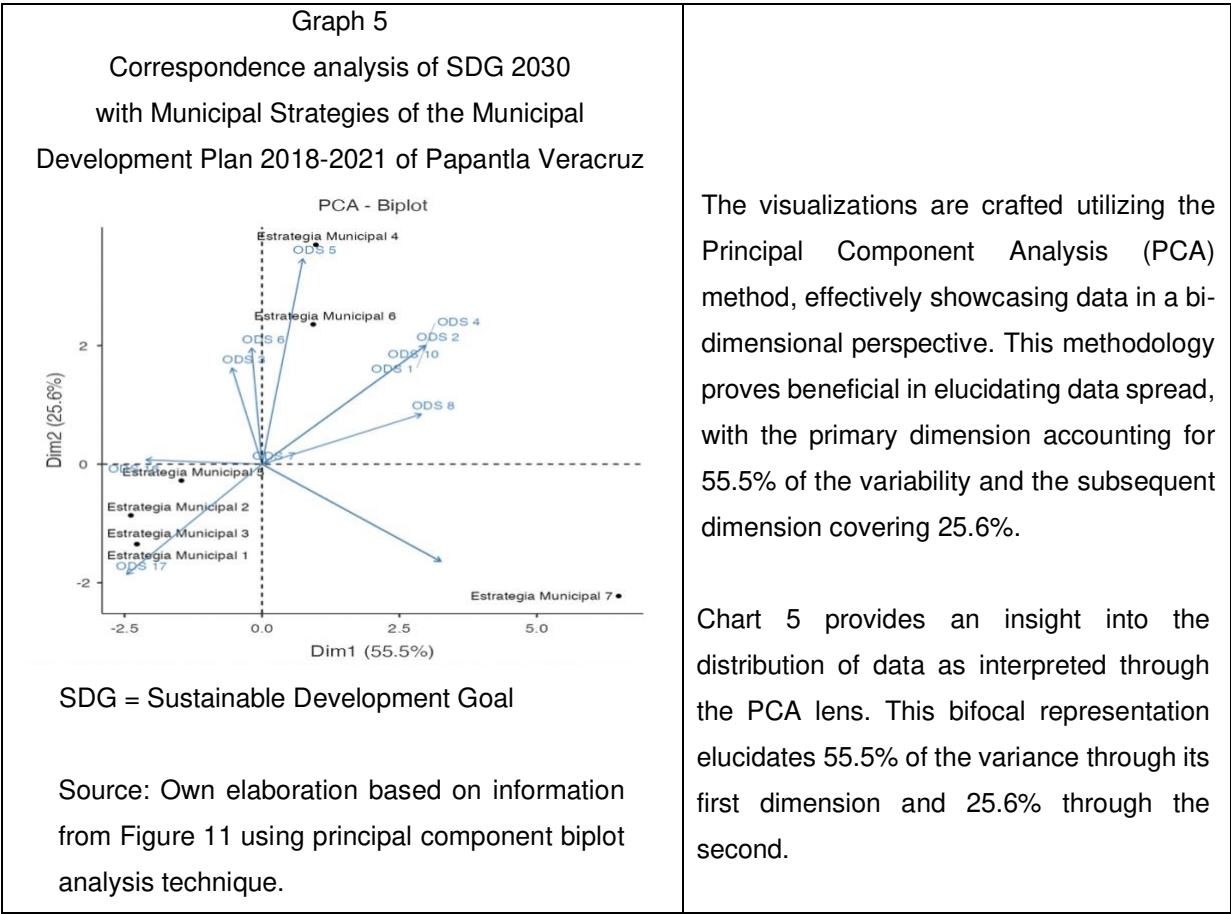 Graph 5
Correspondence analysis of SDG 2030
with Municipal Strategies of the Municipal
Development Plan 2018-2021 of Papantla Veracruz
PCA - Biplot
Estrategia Municipal 4
ODS 5
Estrategia Municipal 6
ODS 4
ODS 2
ODS 6
ODS 10
ODS 3
ODS 1
ODS 8
ODS 7
ODS
Estrategia Municipal 5
Estrategia Municipal 2
Estrategia Municipal 3
Estrategia Municipal 1
ODS 17
Estrategia Municipal 7
2
0
-2
Dim2 (25.6%)
-2.5
0.0
2.5
5.0
Dim1 (55.5%)
SDG = Sustainable Development Goal
Source: Own elaboration based on information
from Figure 11 using principal component biplot
analysis technique.
The visualizations are crafted utilizing the
Principal Component Analysis (PCA)
method, effectively showcasing data in a bi-
dimensional perspective. This methodology
proves beneficial in elucidating data spread,
with the primary dimension accounting for
55.5% of the variability and the subsequent
dimension covering 25.6%.
Chart 5 provides an insight into the
distribution of data as interpreted through
the PCA lens. This bifocal representation
elucidates 55.5% of the variance through its
first dimension and 25.6% through the
second.